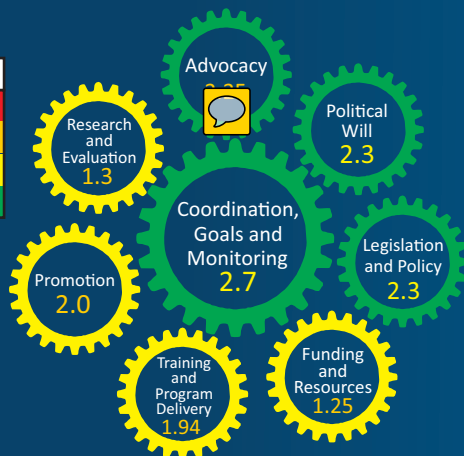 Advocacy
Political
Will
2.3
Research
and
Evaluation
1.3
Coordination,
Goals and
Monitoring
2.7
Legislation
and Policy
2.3
Promotion
2.0
Funding
and
Resources
1.25
Training
and
Program
Delivery
1.94